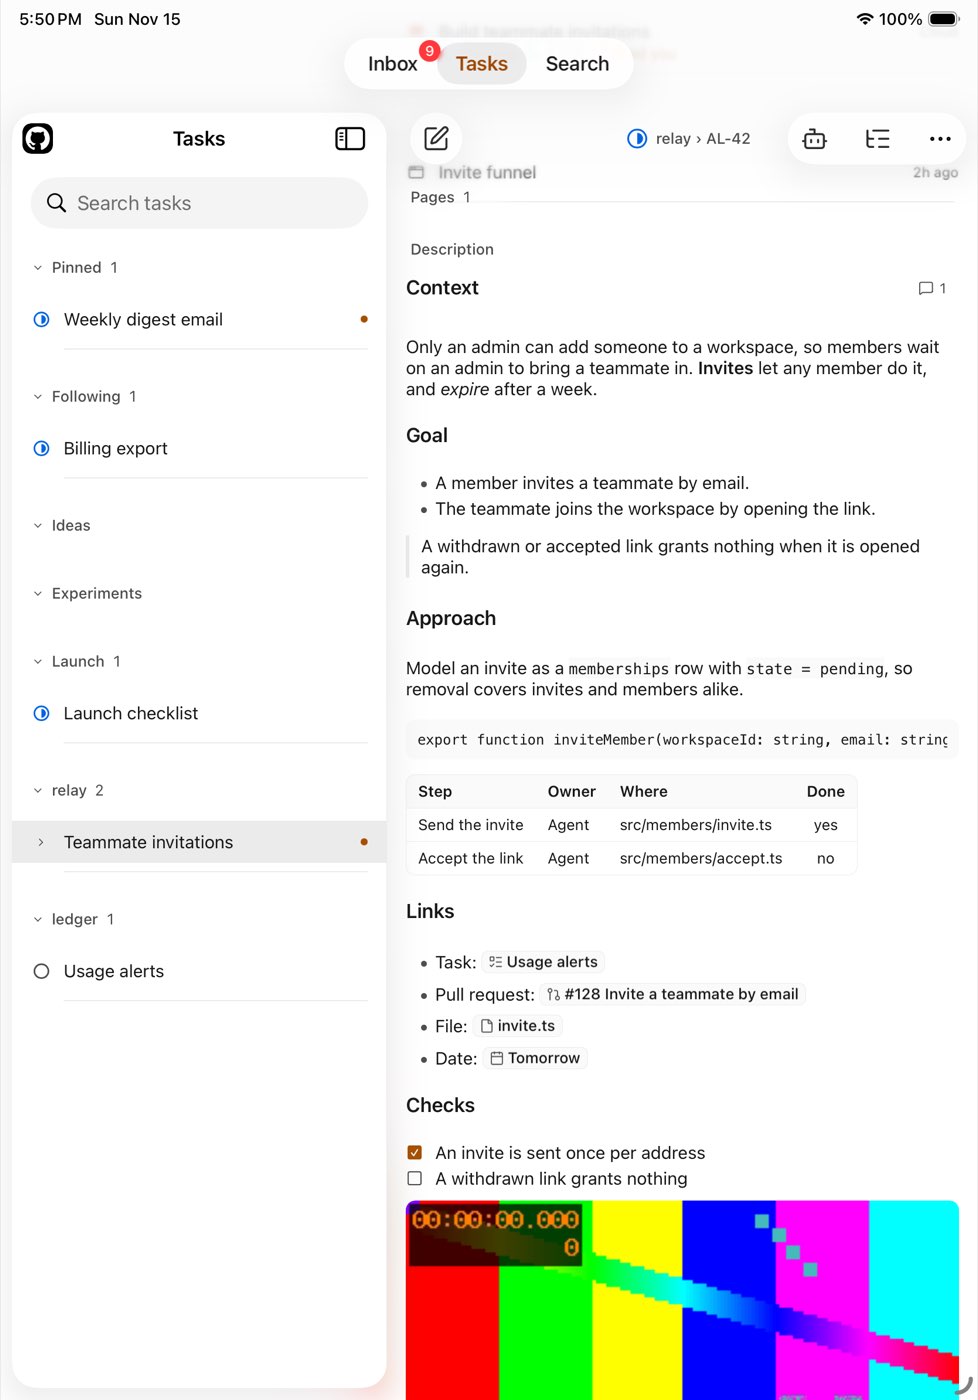 5:50 PM Sun Nov 15
100%
Build teammate invitations
Inbox 9
Tasks
Search
Tasks
relay › AL-42
Search tasks
Invite funnel
2h ago
Pages 1
Pinned 1
Weekly digest email
Following 1
Billing export
Ideas
Experiments
Launch 1
Launch checklist
relay 2
Teammate invitations
ledger 1
Usage alerts
Description
Context
1
Only an admin can add someone to a workspace, so members wait
on an admin to bring a teammate in. Invites let any member do it,
and expire after a week.
Goal
• A member invites a teammate by email.
• The teammate joins the workspace by opening the link.
A withdrawn or accepted link grants nothing when it is opened
again.
Approach
Model an invite as a memberships row with state = pending, so
removal covers invites and members alike.
export function inviteMember(workspaceId: string, email: string
Step Owner Where Done
Send the invite Agent src/members/invite.ts yes
Accept the link Agent src/members/accept.ts no
Links
• Task: Usage alerts
• Pull request: #128 Invite a teammate by email
• File: invite.ts
• Date: Tomorrow
Checks
An invite is sent once per address
A withdrawn link grants nothing
00:00:00.000
0